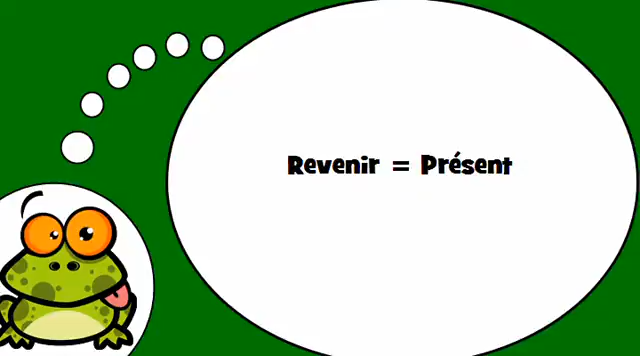 Revenir = Présent